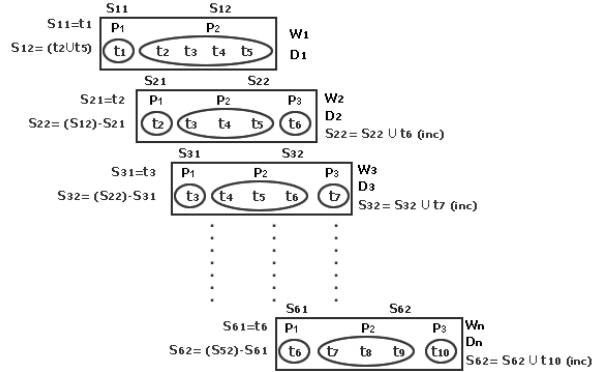 S11 S12
S11=t1 P1 P2 W1
S12= (t2∪t5) t1 t2 t3 t4 t5 D1
S21 S22
S21=t2 P1 P2 P3 W2
D2
S22= (S12)-S21 t2 t3 t4 t5 t6 S22= S22 ∪ t6 (inc)
S31 S32
S31=t3 P1 P2 P3 W3
D3
S32= (S22)-S31 t3 t4 t5 t6 t7 S32= S32 ∪ t7 (inc)
S61 S62
S61=t6 P1 P2 P3 Wn
Dn
S62= (S52)-S61 t6 t7 t8 t9 t10 S62= S62 ∪ t10 (inc)